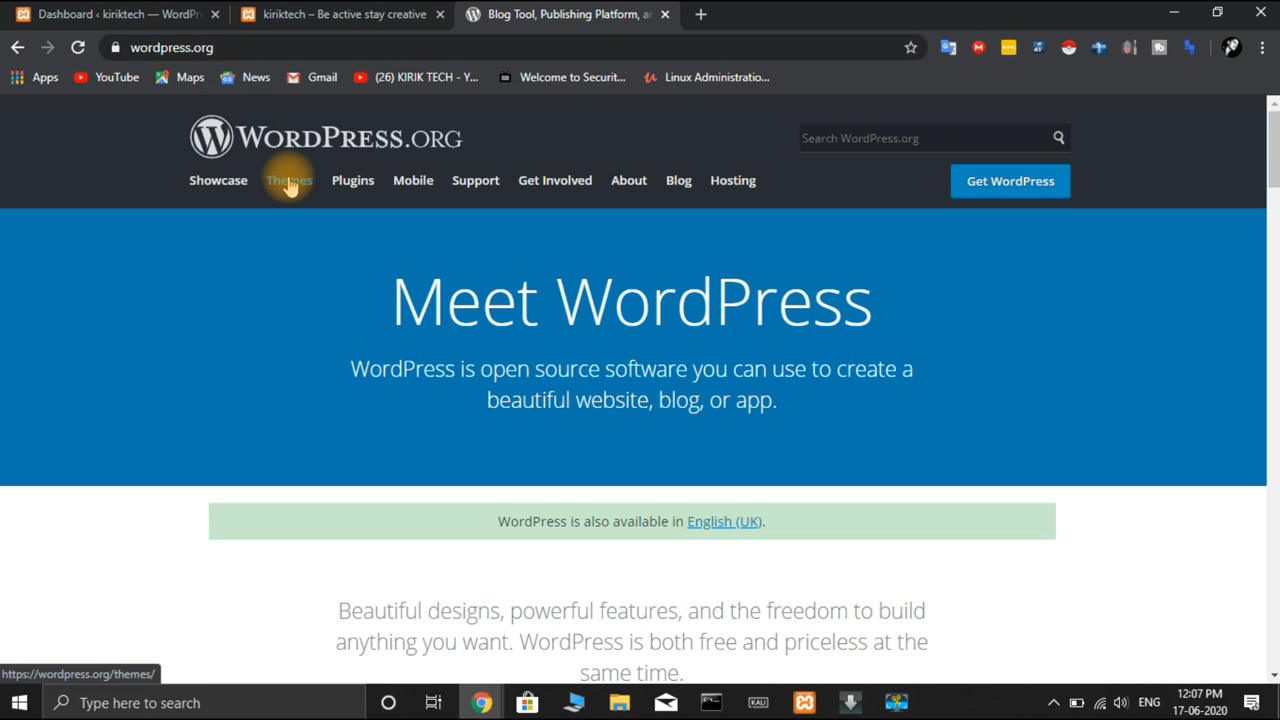 Dashboard ‹ kiriktech — WordPr
kiriktech – Be active stay creative
Blog Tool, Publishing Platform, a
wordpress.org
Apps
YouTube
Maps
News
Gmail
(26) KIRIK TECH - Y...
Welcome to Securit...
Linux Administratio...
WORDPRESS.ORG
Search WordPress.org
Showcase
Themes
Plugins
Mobile
Support
Get Involved
About
Blog
Hosting
Get WordPress
Meet WordPress
WordPress is open source software you can use to create a
beautiful website, blog, or app.
WordPress is also available in English (UK).
Beautiful designs, powerful features, and the freedom to build
anything you want. WordPress is both free and priceless at the
same time.
https://wordpress.org/themes/
Type here to search
KALI
ENG
12:07 PM
17-06-2020